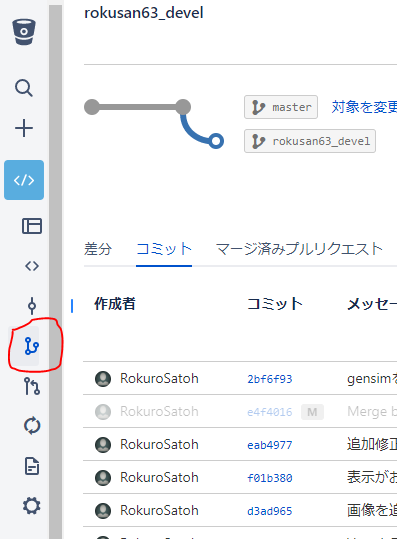 rokusan63_devel
master 対象を変更
rokusan63_devel
差分 コミット マージ済みプルリクエスト
作成者 コミット メッセー
RokuroSatoh 2bf6f93 gensimを
RokuroSatoh e4f4016 M Merge b
RokuroSatoh eab4977 追加修正
RokuroSatoh f01b380 表示がお
RokuroSatoh d3ad965 画像を追